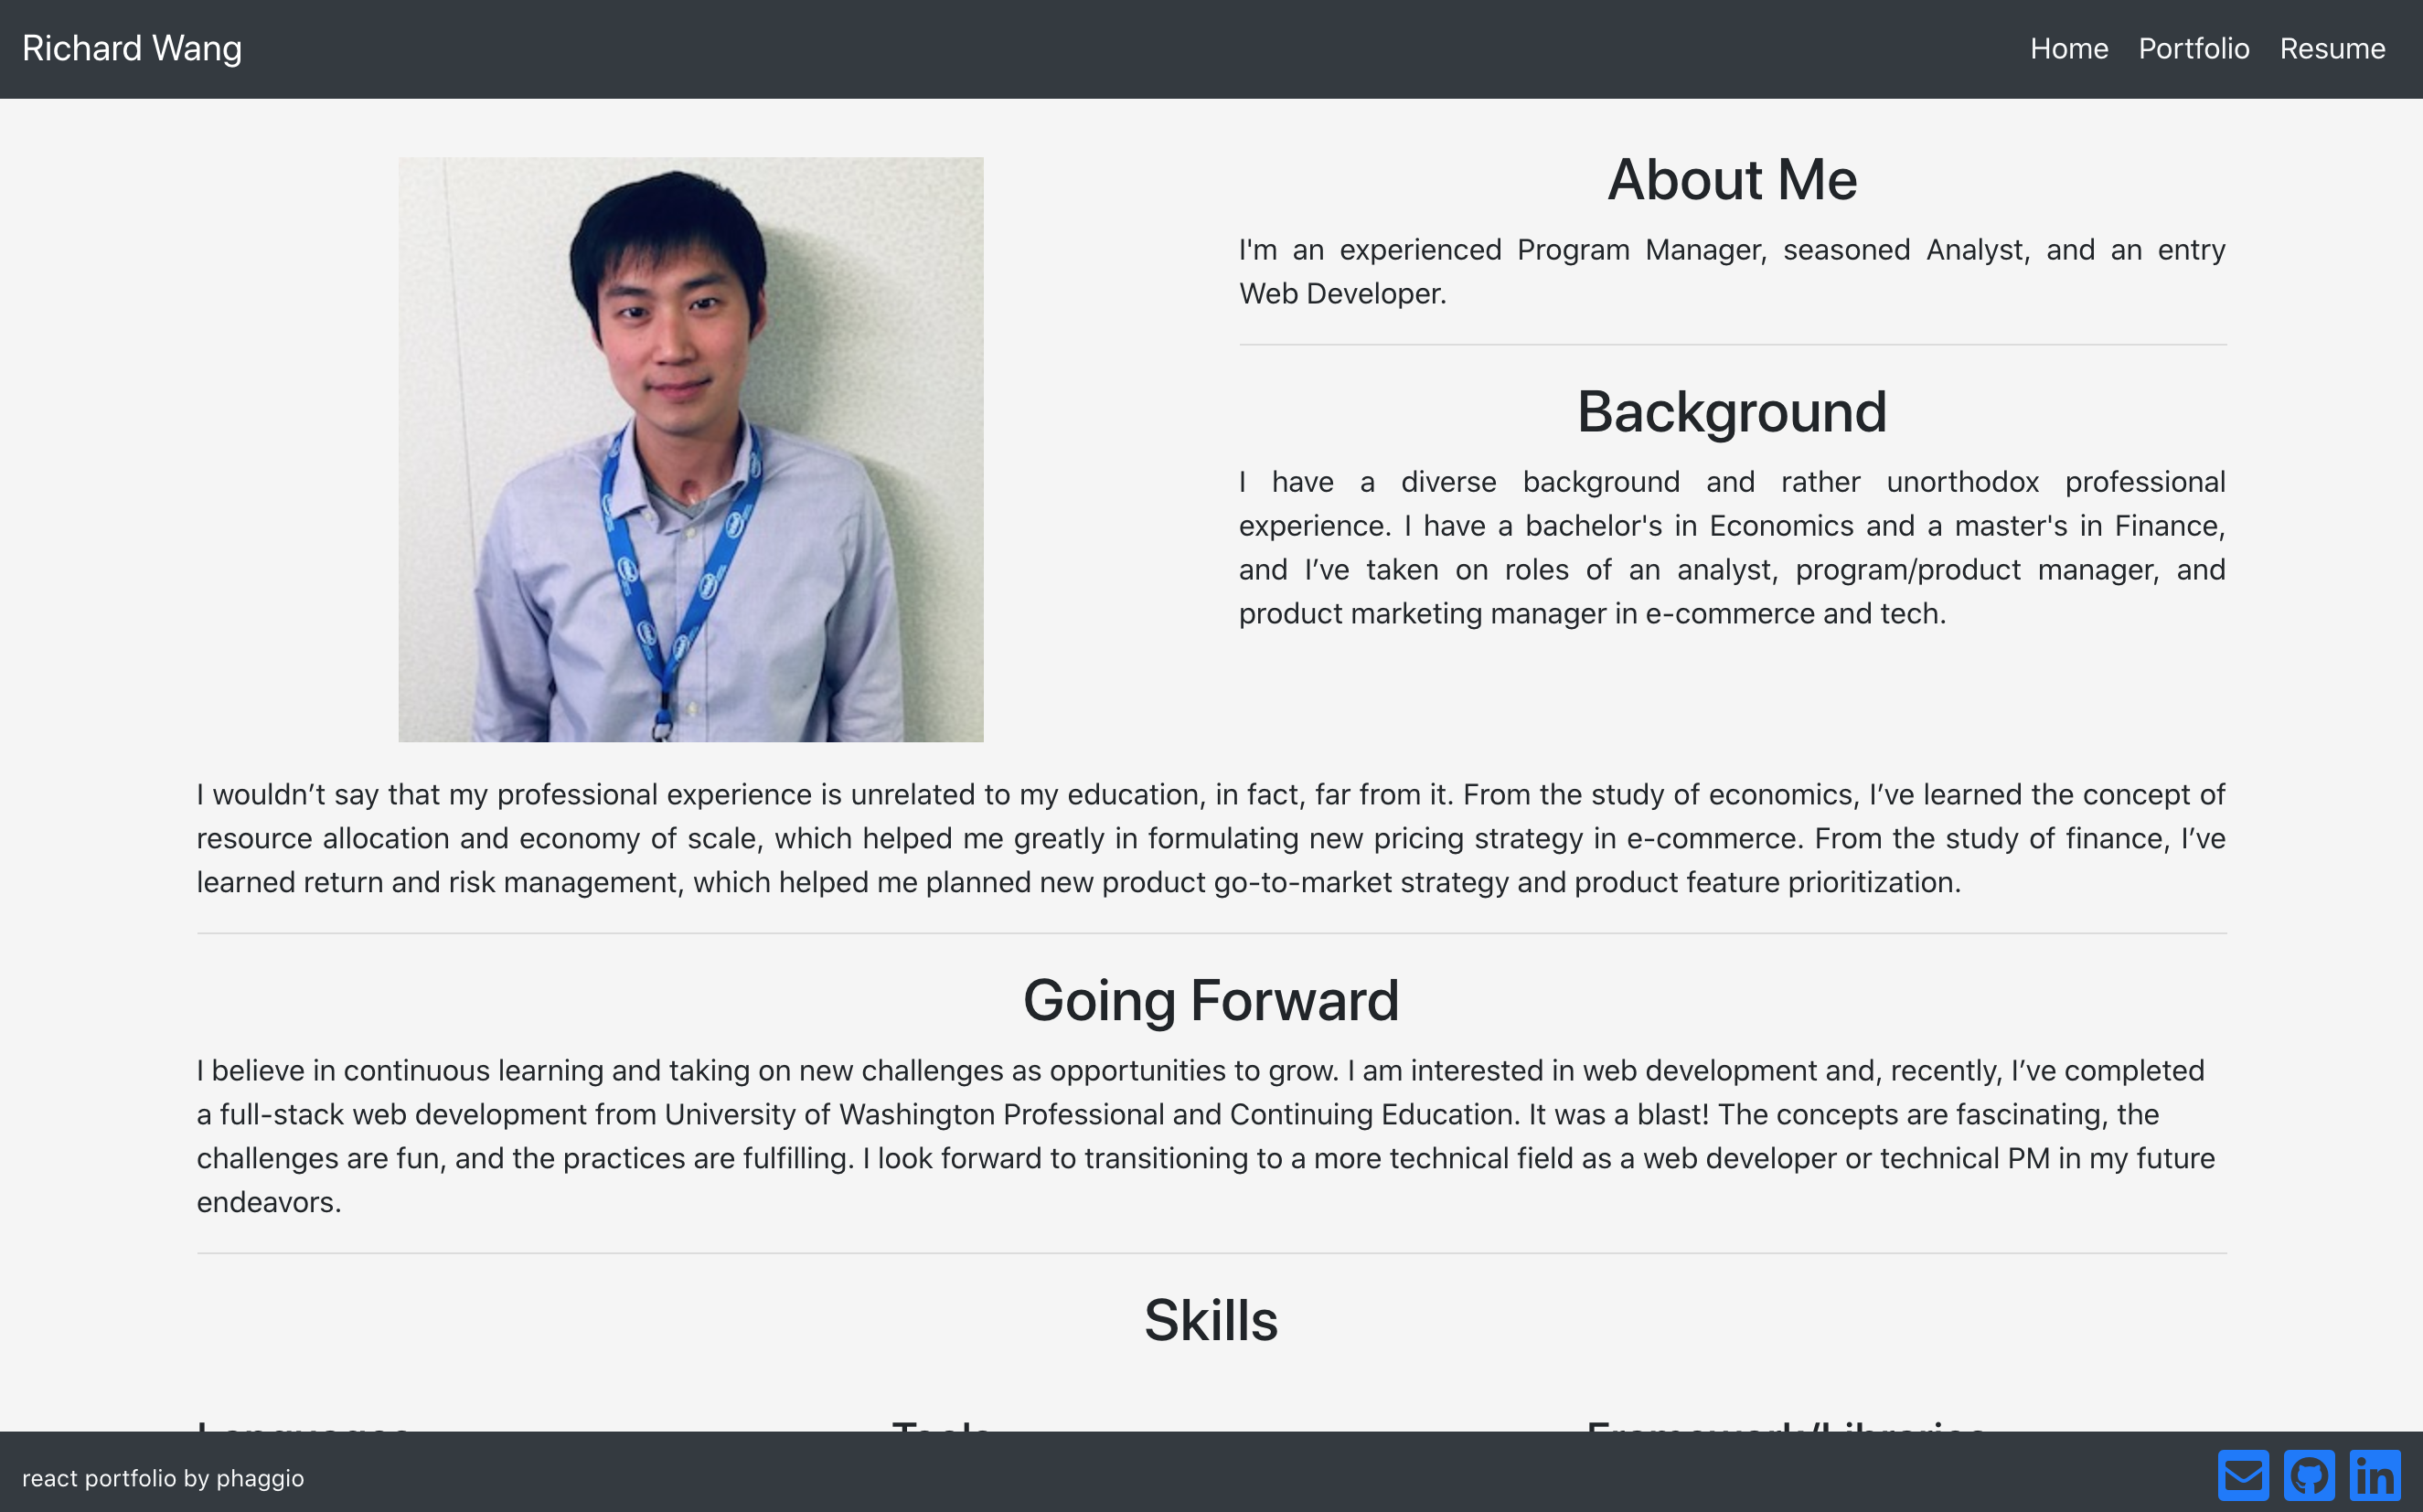 Richard Wang
Home Portfolio Resume
About Me
I'm an experienced Program Manager, seasoned Analyst, and an entry
Web Developer.
Background
I have a diverse background and rather unorthodox professional
experience. I have a bachelor's in Economics and a master's in Finance,
and I’ve taken on roles of an analyst, program/product manager, and
product marketing manager in e-commerce and tech.
I wouldn’t say that my professional experience is unrelated to my education, in fact, far from it. From the study of economics, I’ve learned the concept of
resource allocation and economy of scale, which helped me greatly in formulating new pricing strategy in e-commerce. From the study of finance, I’ve
learned return and risk management, which helped me planned new product go-to-market strategy and product feature prioritization.
Going Forward
I believe in continuous learning and taking on new challenges as opportunities to grow. I am interested in web development and, recently, I’ve completed
a full-stack web development from University of Washington Professional and Continuing Education. It was a blast! The concepts are fascinating, the
challenges are fun, and the practices are fulfilling. I look forward to transitioning to a more technical field as a web developer or technical PM in my future
endeavors.
Skills
Languages Tools Framework/Libraries
react portfolio by phaggio
in